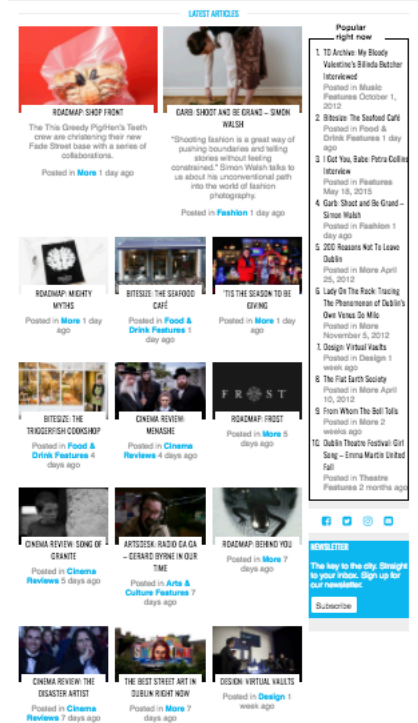 LATEST ARTICLES
ROADMAP: SHOP FRONT
The This Greedy Pig/Hen's Teeth
crew are christening their new
Fade Street base with a series of
collaborations.
Posted in More 1 day ago
GARB: SHOOT AND BE GRAND – SIMON
WALSH
"Shooting fashion is a great way of
pushing boundaries and telling
stories without feeling
constrained." Simon Walsh talks to
us about his unconventional path
into the world of fashion
photography.
Posted in Fashion 1 day ago
ROADMAP: MIGHTY
MYTHS
Posted in More 1 day
ago
BITESIZE: THE SEAFOOD
CAFÉ
Posted in Food &
Drink Features 1
day ago
'TIS THE SEASON TO BE
GIVING
Posted in More 1 day
ago
BITESIZE: THE
TRIGGERFISH COOKSHOP
Posted in Food &
Drink Features 4
days ago
CINEMA REVIEW:
MENASHE
Posted in Cinema
Reviews 4 days ago
FROST
ROADMAP: FROST
Posted in More 5
days ago
CINEMA REVIEW: SONG OF
GRANITE
Posted in Cinema
Reviews 5 days ago
ARTSDESK: RADIO GA GA
– GERARD BYRNE IN OUR
TIME
Posted in Arts &
Culture Features 7
days ago
ROADMAP: BEHIND YOU
Posted in More 7
days ago
CINEMA REVIEW: THE
DISASTER ARTIST
Posted in Cinema
Reviews 7 days ago
THE BEST STREET ART IN
DUBLIN RIGHT NOW
Posted in More 7
days ago
DESIGN: VIRTUAL VAULTS
Posted in Design 1
week ago
Popular
right now
1. TD Archive: My Bloody
Valentine's Bilinda Butcher
Interviewed
Posted in Music
Features October 1,
2012
2. Bitesize: The Seafood Café
Posted in Food &
Drink Features 1 day
ago
3. I Got You, Babe: Petra Collins
Interview
Posted in Features
May 18, 2015
4. Garb: Shoot and Be Grand –
Simon Walsh
Posted in Fashion 1
day ago
5. 200 Reasons Not To Leave
Dublin
Posted in More April
25, 2012
6. Lady On The Rock: Tracing
The Phenomenon of Dublin's
Own Venus De Milo
Posted in More
November 5, 2012
7. Design: Virtual Vaults
Posted in Design 1
week ago
8. The Flat Earth Society
Posted in More April
10, 2012
9. From Whom The Bell Tolls
Posted in More 2
weeks ago
10. Dublin Theatre Festival: Girl
Song – Emma Martin United
Fall
Posted in Theatre
Features 2 months ago
NEWSLETTER
The key to the city. Straight
to your inbox. Sign up for
our newsletter.
Subscribe